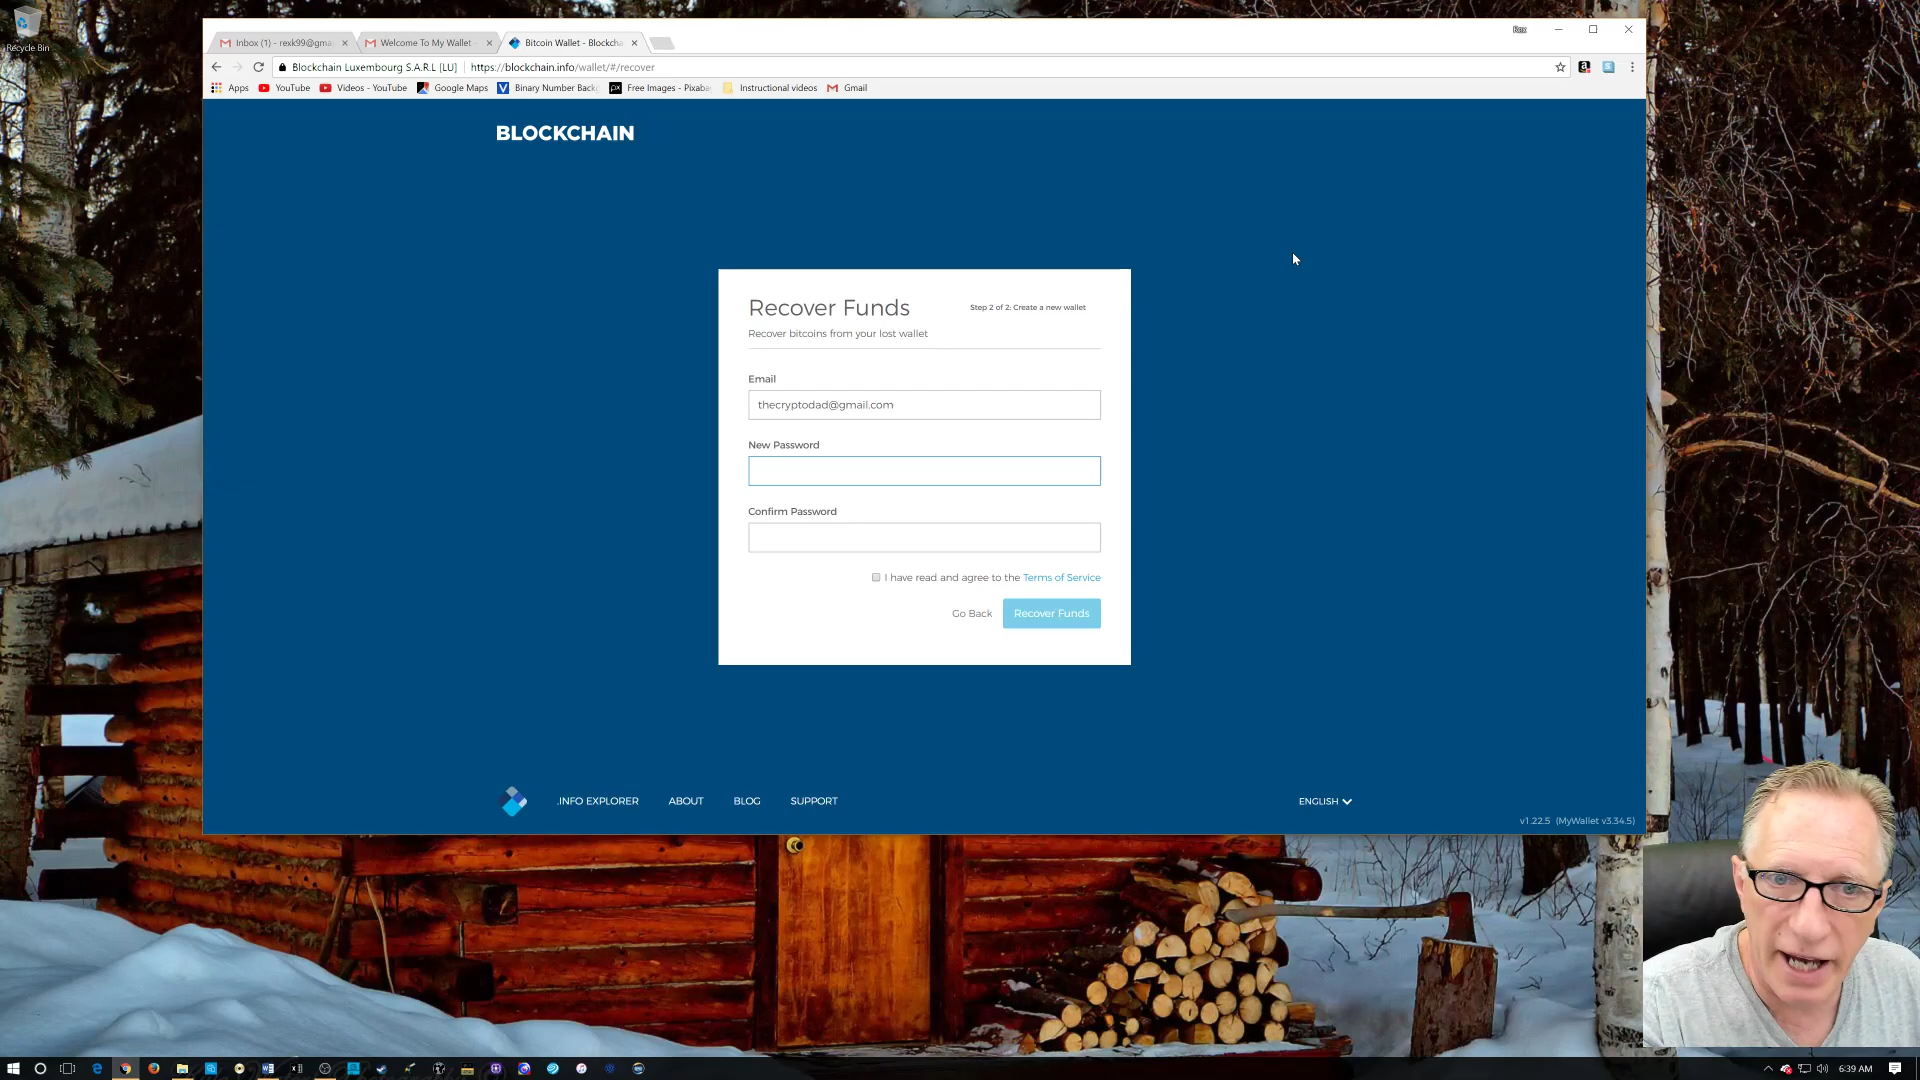 Recycle Bin
Inbox (1) - rexk99@gma
Welcome To My Wallet -
Bitcoin Wallet - Blockcha
Blockchain Luxembourg S.A.R.L [LU]
https://blockchain.info/wallet/#/recover
Apps
YouTube
Videos - YouTube
Google Maps
Binary Number Back
Free Images - Pixaba
Instructional videos
Gmail
BLOCKCHAIN
Recover Funds
Step 2 of 2: Create a new wallet
Recover bitcoins from your lost wallet
Email
thecryptodad@gmail.com
New Password
Confirm Password
I have read and agree to the Terms of Service
Go Back
Recover Funds
.INFO EXPLORER
ABOUT
BLOG
SUPPORT
ENGLISH
v1.22.5 (MyWallet v3.34.5)
6:39 AM